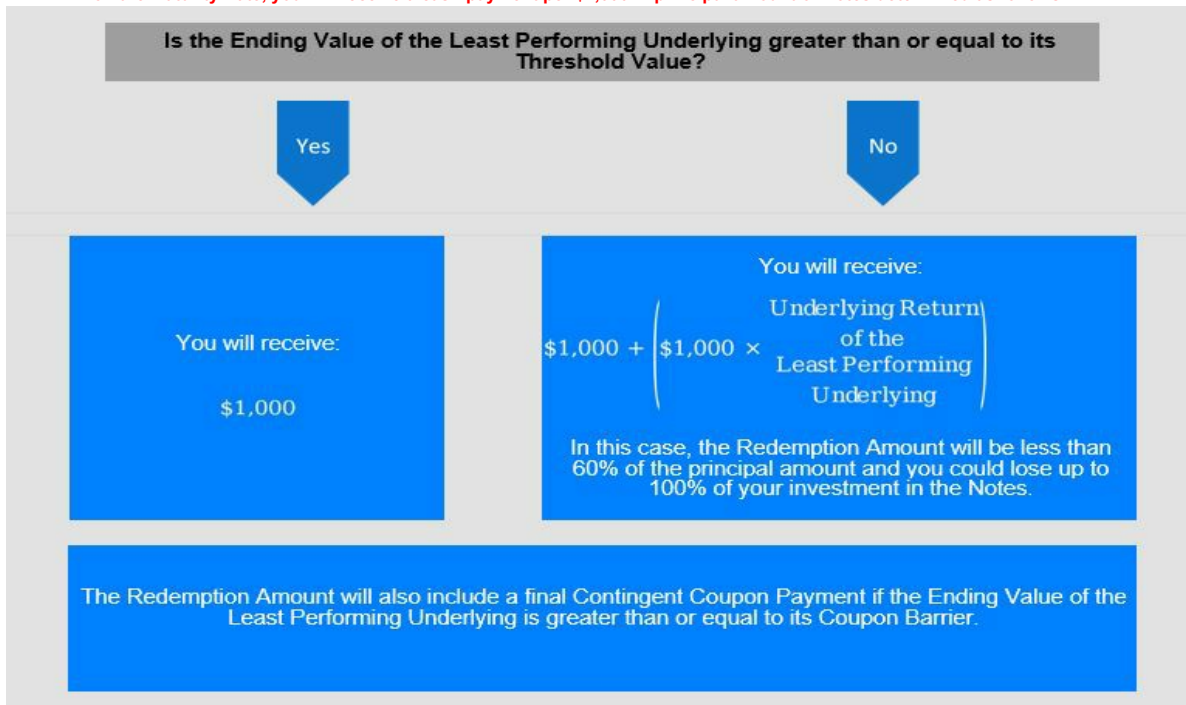 Is the Ending Value of the Least Performing Underlying greater than or equal to its
Threshold Value?
Yes
No
You will receive:
$1,000
You will receive:
$1,000 + ($1,000 × Underlying Return
of the
Least Performing
Underlying)
In this case, the Redemption Amount will be less than
60% of the principal amount and you could lose up to
100% of your investment in the Notes.
The Redemption Amount will also include a final Contingent Coupon Payment if the Ending Value of the
Least Performing Underlying is greater than or equal to its Coupon Barrier.